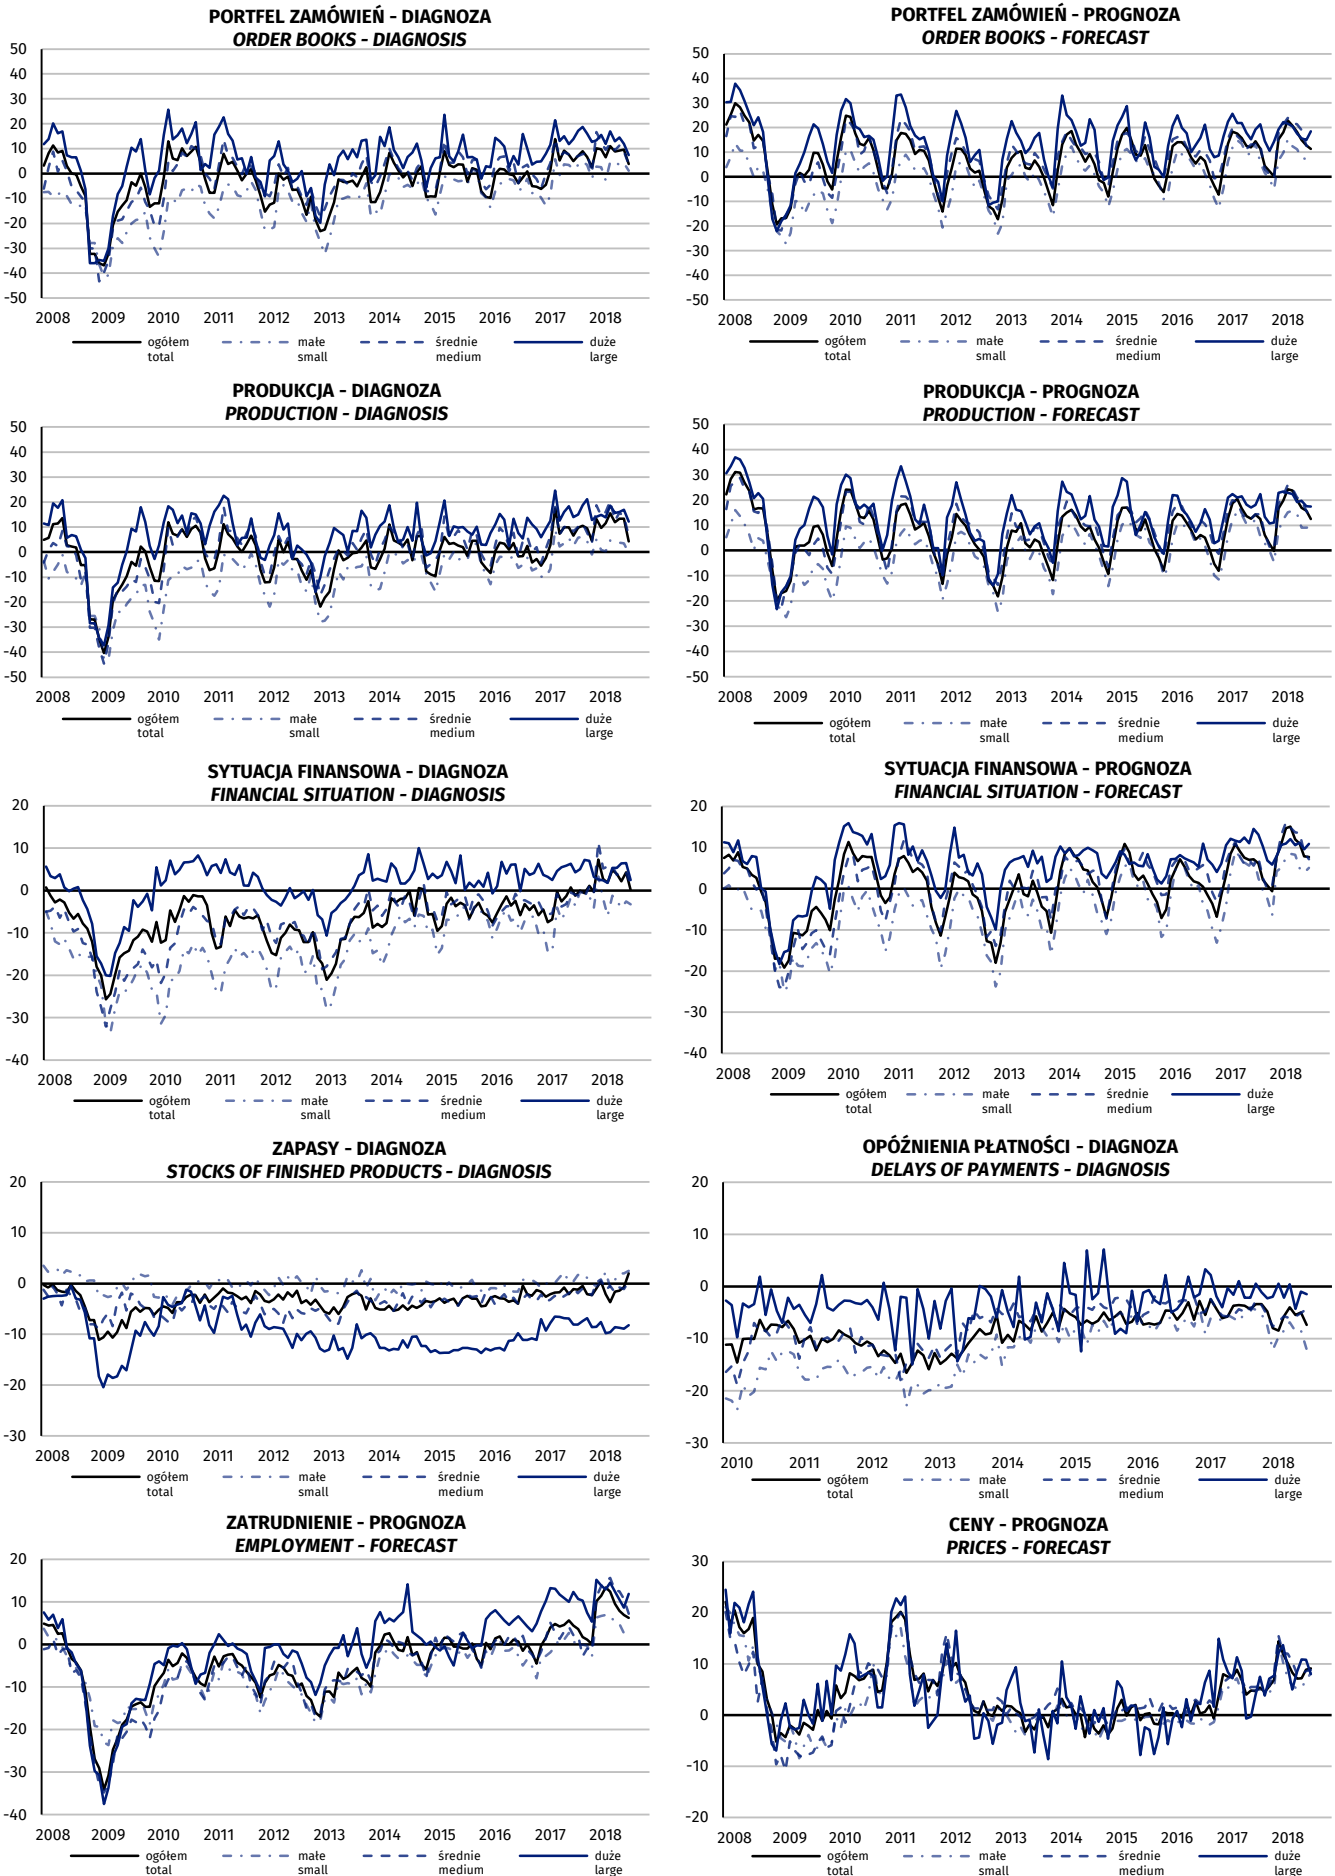 PORTFEL ZAMÓWIEŃ - DIAGNOZA
ORDER BOOKS - DIAGNOSIS
50
40
30
20
10
0
-10
-20
-30
-40
-50
2008 2009 2010 2011 2012 2013 2014 2015 2016 2017 2018
ogółem małe średnie duże
total small medium large
PORTFEL ZAMÓWIEŃ - PROGNOZA
ORDER BOOKS - FORECAST
50
40
30
20
10
0
-10
-20
-30
-40
-50
2008 2009 2010 2011 2012 2013 2014 2015 2016 2017 2018
ogółem małe średnie duże
total small medium large
PRODUKCJA - DIAGNOZA
PRODUCTION - DIAGNOSIS
50
40
30
20
10
0
-10
-20
-30
-40
-50
2008 2009 2010 2011 2012 2013 2014 2015 2016 2017 2018
ogółem małe średnie duże
total small medium large
PRODUKCJA - PROGNOZA
PRODUCTION - FORECAST
50
40
30
20
10
0
-10
-20
-30
-40
-50
2008 2009 2010 2011 2012 2013 2014 2015 2016 2017 2018
ogółem małe średnie duże
total small medium large
SYTUACJA FINANSOWA - DIAGNOZA
FINANCIAL SITUATION - DIAGNOSIS
20
10
0
-10
-20
-30
-40
2008 2009 2010 2011 2012 2013 2014 2015 2016 2017 2018
ogółem małe średnie duże
total small medium large
SYTUACJA FINANSOWA - PROGNOZA
FINANCIAL SITUATION - FORECAST
20
10
0
-10
-20
-30
-40
2008 2009 2010 2011 2012 2013 2014 2015 2016 2017 2018
ogółem małe średnie duże
total small medium large
ZAPASY - DIAGNOZA
STOCKS OF FINISHED PRODUCTS - DIAGNOSIS
20
10
0
-10
-20
-30
2008 2009 2010 2011 2012 2013 2014 2015 2016 2017 2018
ogółem małe średnie duże
total small medium large
OPÓŹNIENIA PŁATNOŚCI - DIAGNOZA
DELAYS OF PAYMENTS - DIAGNOSIS
20
10
0
-10
-20
-30
2010 2011 2012 2013 2014 2015 2016 2017 2018
ogółem małe średnie duże
total small medium large
ZATRUDNIENIE - PROGNOZA
EMPLOYMENT - FORECAST
20
10
0
-10
-20
-30
-40
2008 2009 2010 2011 2012 2013 2014 2015 2016 2017 2018
ogółem małe średnie duże
total small medium large
CENY - PROGNOZA
PRICES - FORECAST
30
20
10
0
-10
-20
2008 2009 2010 2011 2012 2013 2014 2015 2016 2017 2018
ogółem małe średnie duże
total small medium large